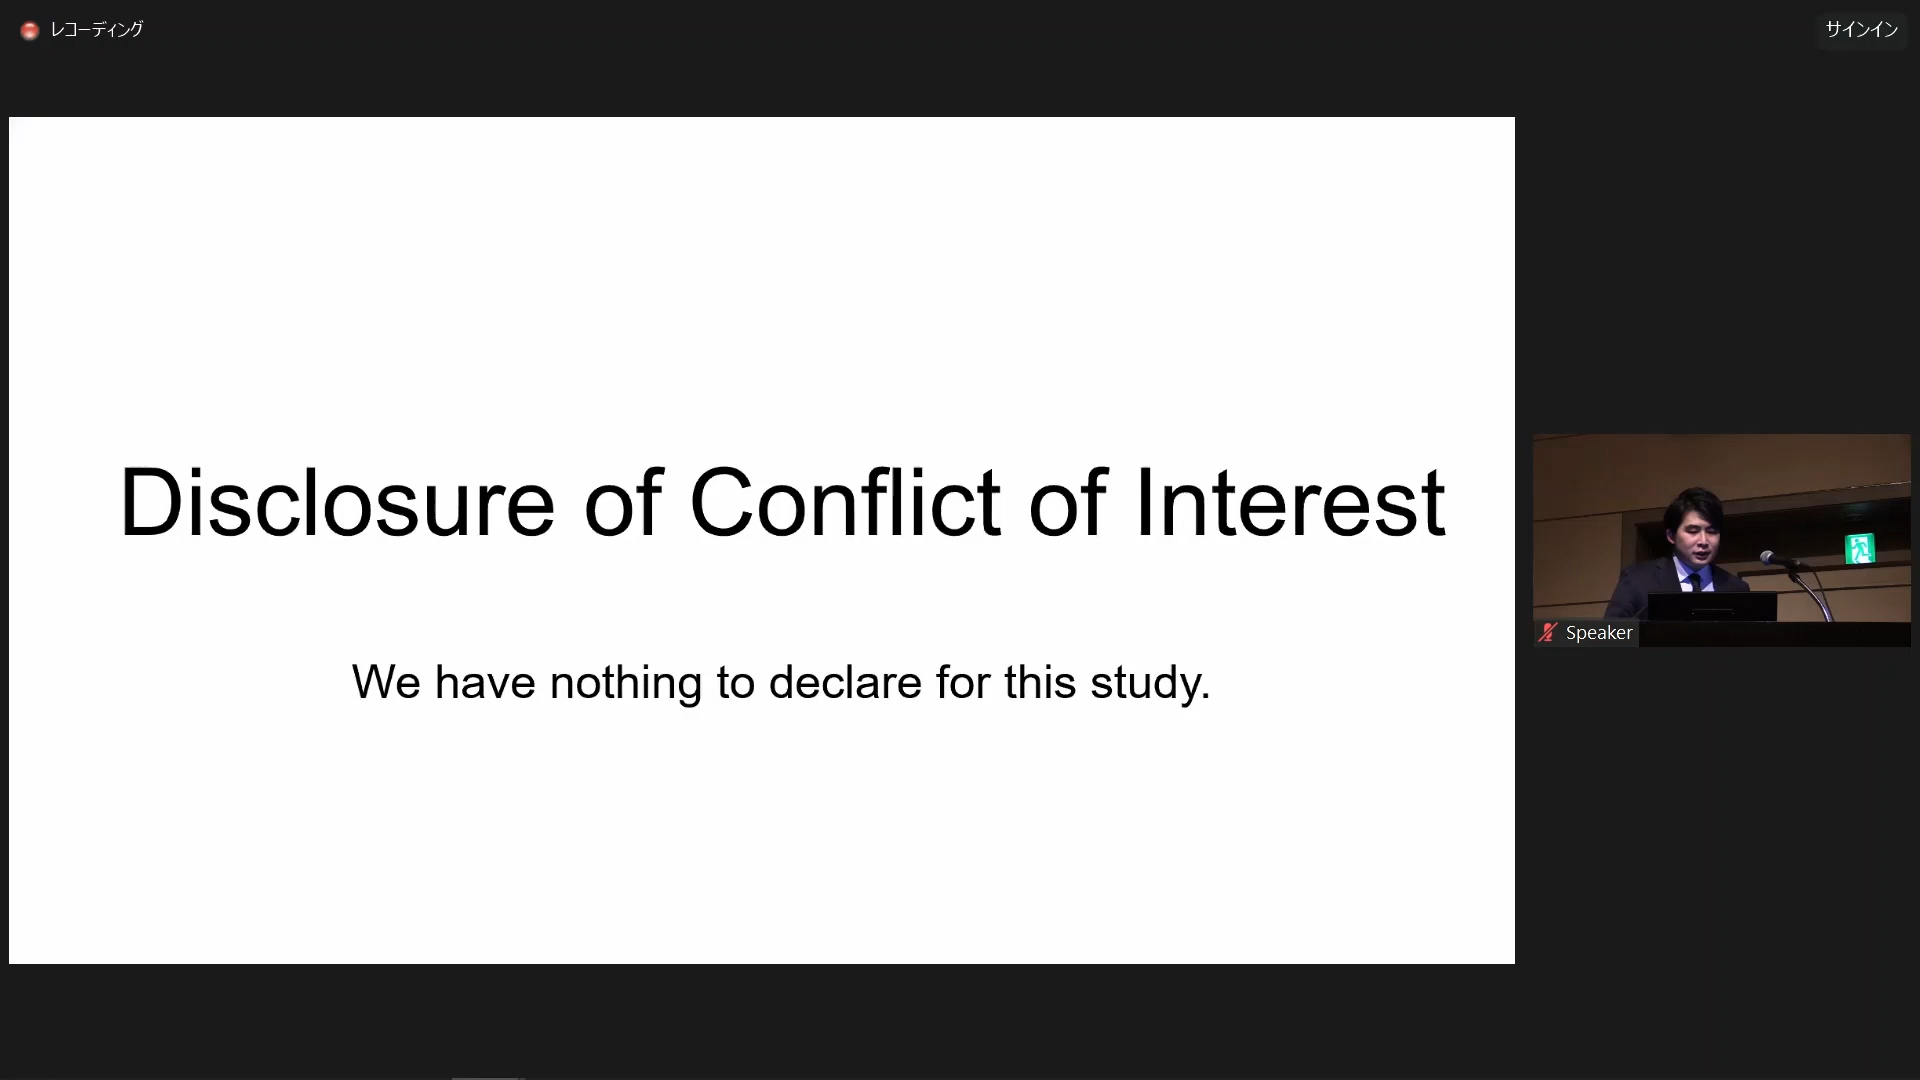 レコーディング
サインイン
Disclosure of Conflict of Interest
We have nothing to declare for this study.
Speaker